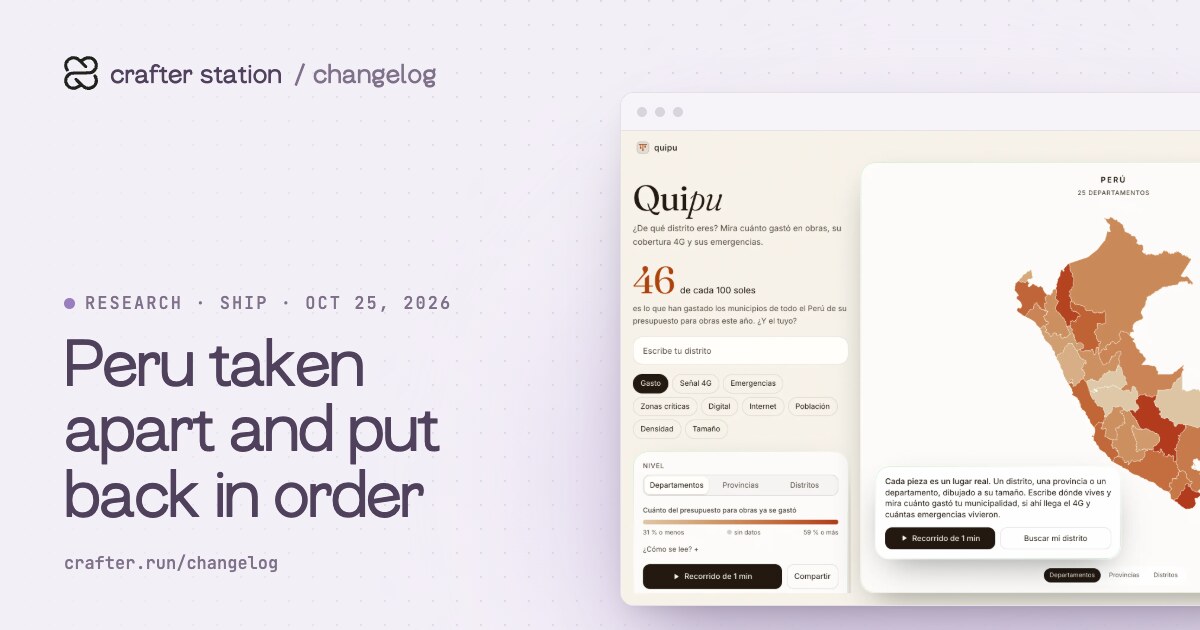 crafter station / changelog
RESEARCH · SHIP · OCT 25, 2026
Peru taken
apart and put
back in order
crafter.run/changelog
quipu
Quipu
¿De qué distrito eres? Mira cuánto gastó en obras, su
cobertura 4G y sus emergencias.
46 de cada 100 soles
es lo que han gastado los municipios de todo el Perú de su
presupuesto para obras este año. ¿Y el tuyo?
Escribe tu distrito
Gasto Señal 4G Emergencias
Zonas críticas Digital Internet Población
Densidad Tamaño
NIVEL
Departamentos Provincias Distritos
Cuánto del presupuesto para obras ya se gastó
31 % o menos sin datos 59 % o más
¿Cómo se lee? +
Recorrido de 1 min Compartir
PERÚ
25 DEPARTAMENTOS
Cada pieza es un lugar real. Un distrito, una provincia o un
departamento, dibujado a su tamaño. Escribe dónde vives y
mira cuánto gastó tu municipalidad, si ahí llega el 4G y
cuántas emergencias vivieron.
Recorrido de 1 min Buscar mi distrito
Departamentos Provincias Distritos